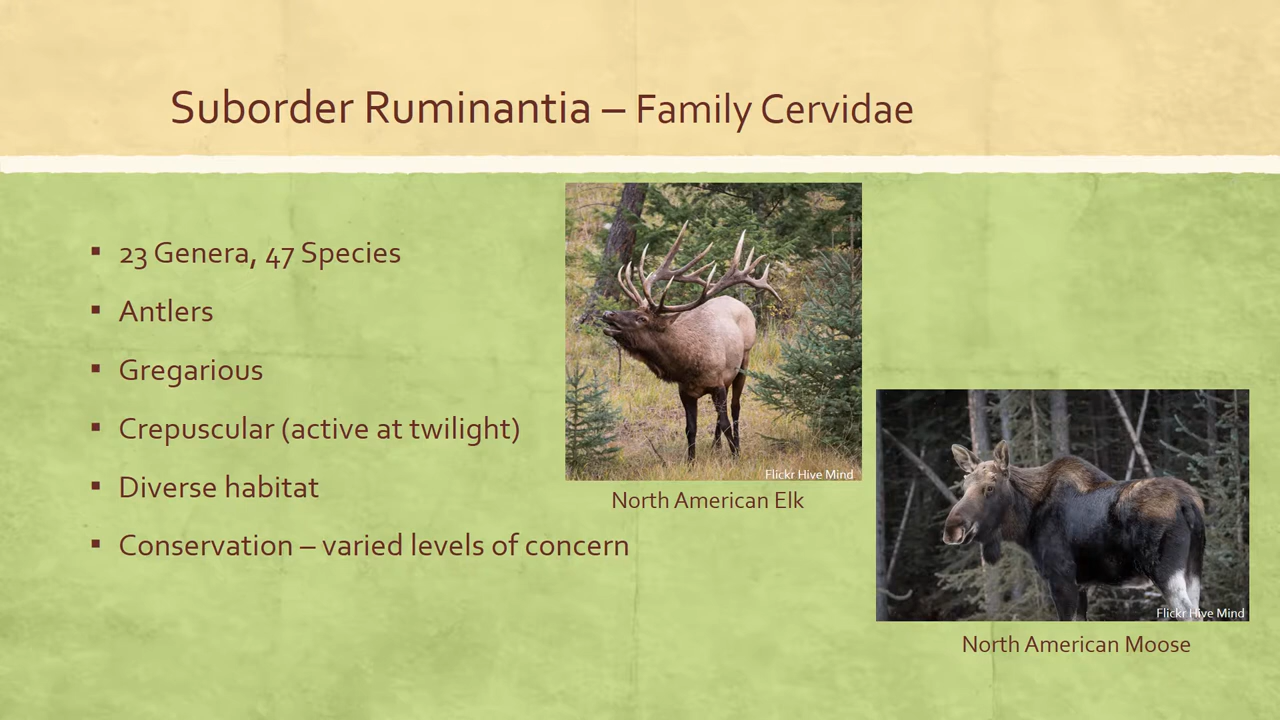 Suborder Ruminantia – Family Cervidae
▪ 23 Genera, 47 Species
▪ Antlers
▪ Gregarious
▪ Crepuscular (active at twilight)
▪ Diverse habitat
▪ Conservation – varied levels of concern
Flickr Hive Mind
North American Elk
Flickr Hive Mind
North American Moose